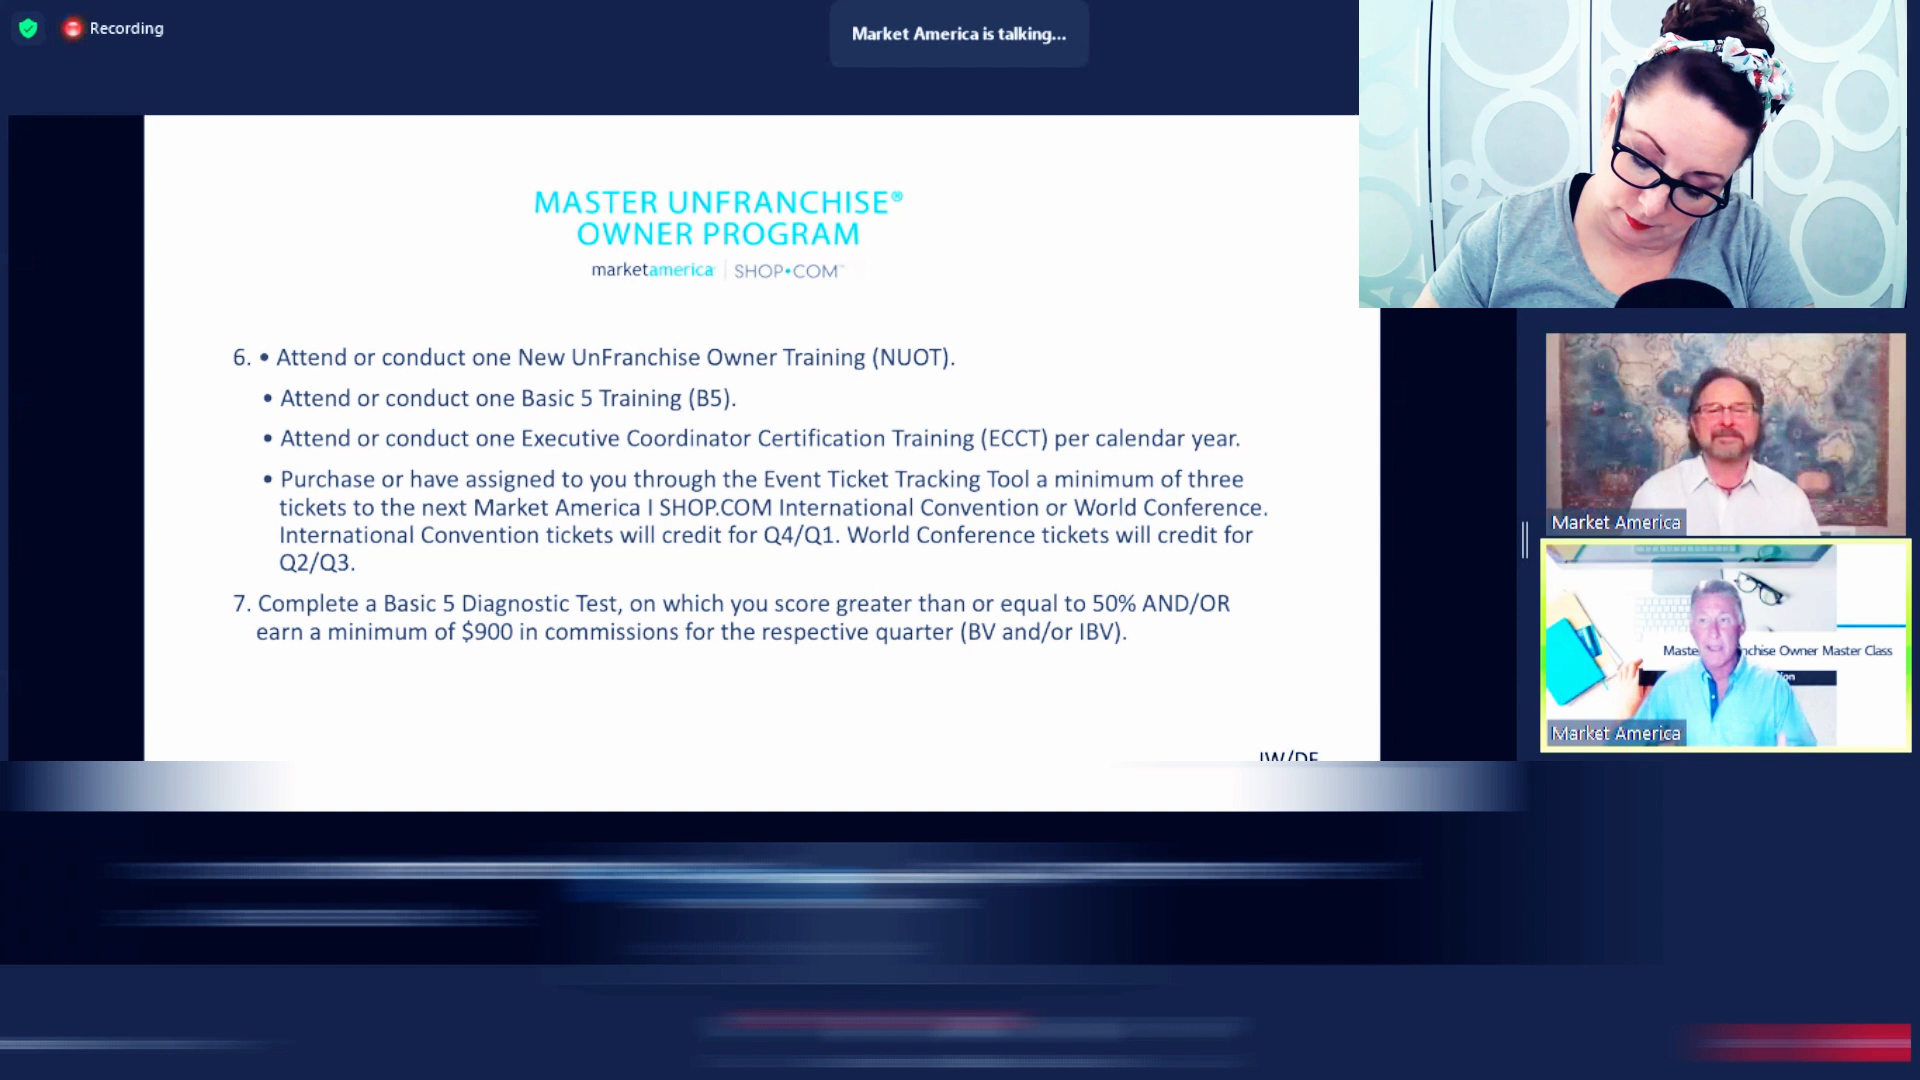 Recording
Market America is talking...
MASTER UNFRANCHISE®
OWNER PROGRAM
marketamerica | SHOP•COM™
6. • Attend or conduct one New UnFranchise Owner Training (NUOT).
• Attend or conduct one Basic 5 Training (B5).
• Attend or conduct one Executive Coordinator Certification Training (ECCT) per calendar year.
• Purchase or have assigned to you through the Event Ticket Tracking Tool a minimum of three
tickets to the next Market America I SHOP.COM International Convention or World Conference.
International Convention tickets will credit for Q4/Q1. World Conference tickets will credit for
Q2/Q3.
7. Complete a Basic 5 Diagnostic Test, on which you score greater than or equal to 50% AND/OR
earn a minimum of $900 in commissions for the respective quarter (BV and/or IBV).
Market America
Owner Master Class
Market America